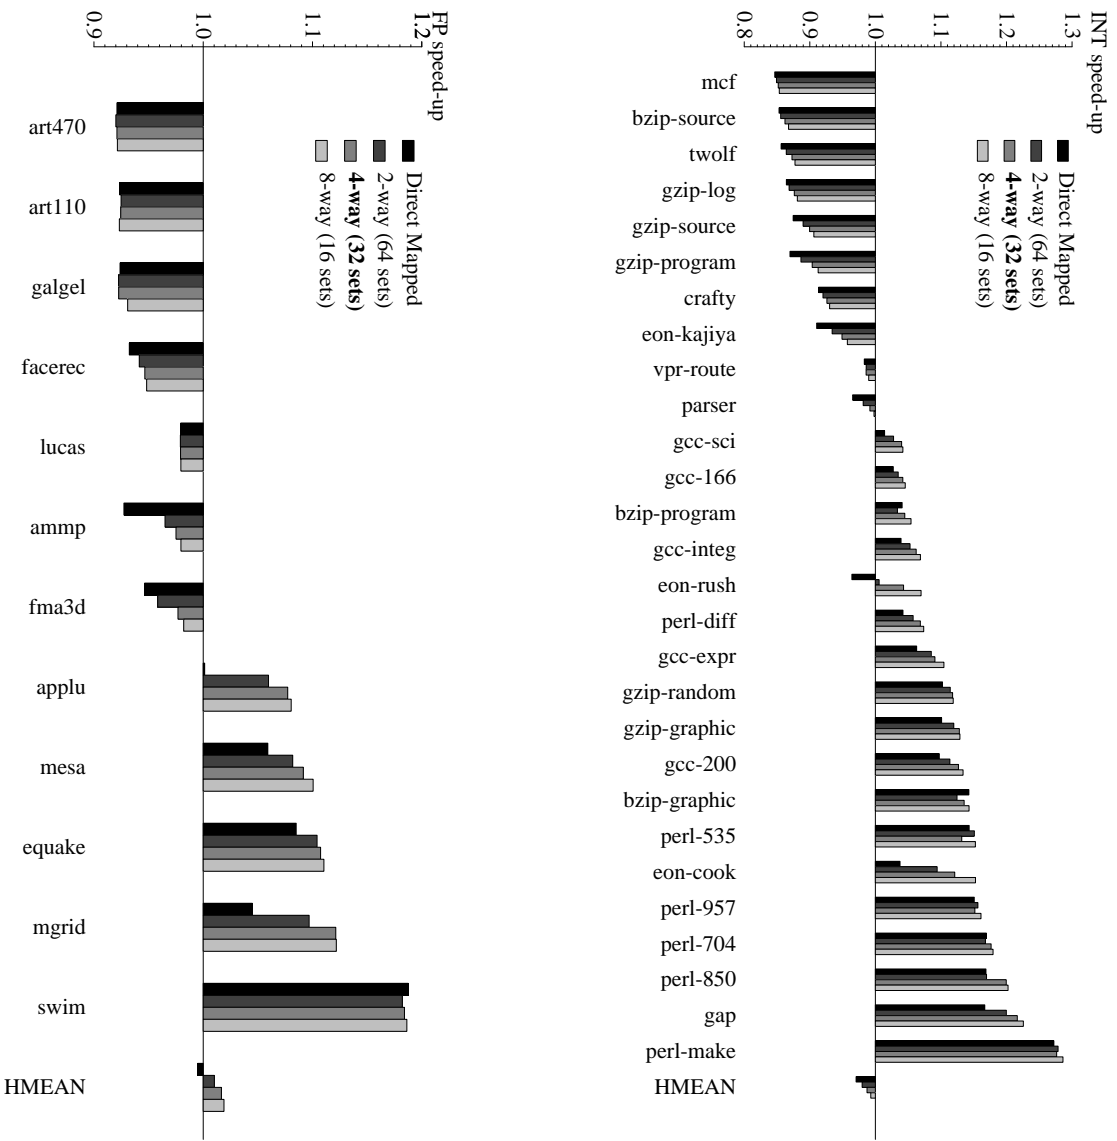 FP speed-up
0.9
1.0
1.1
1.2
Direct Mapped
2-way (64 sets)
4-way (32 sets)
8-way (16 sets)
art470
art110
galgel
facerec
lucas
ammp
fma3d
applu
mesa
equake
mgrid
swim
HMEAN
INT speed-up
0.8
0.9
1.0
1.1
1.2
1.3
Direct Mapped
2-way (64 sets)
4-way (32 sets)
8-way (16 sets)
mcf
bzip-source
twolf
gzip-log
gzip-source
gzip-program
crafty
eon-kajiya
vpr-route
parser
gcc-sci
gcc-166
bzip-program
gcc-integ
eon-rush
perl-diff
gcc-expr
gzip-random
gzip-graphic
gcc-200
bzip-graphic
perl-535
eon-cook
perl-957
perl-704
perl-850
gap
perl-make
HMEAN